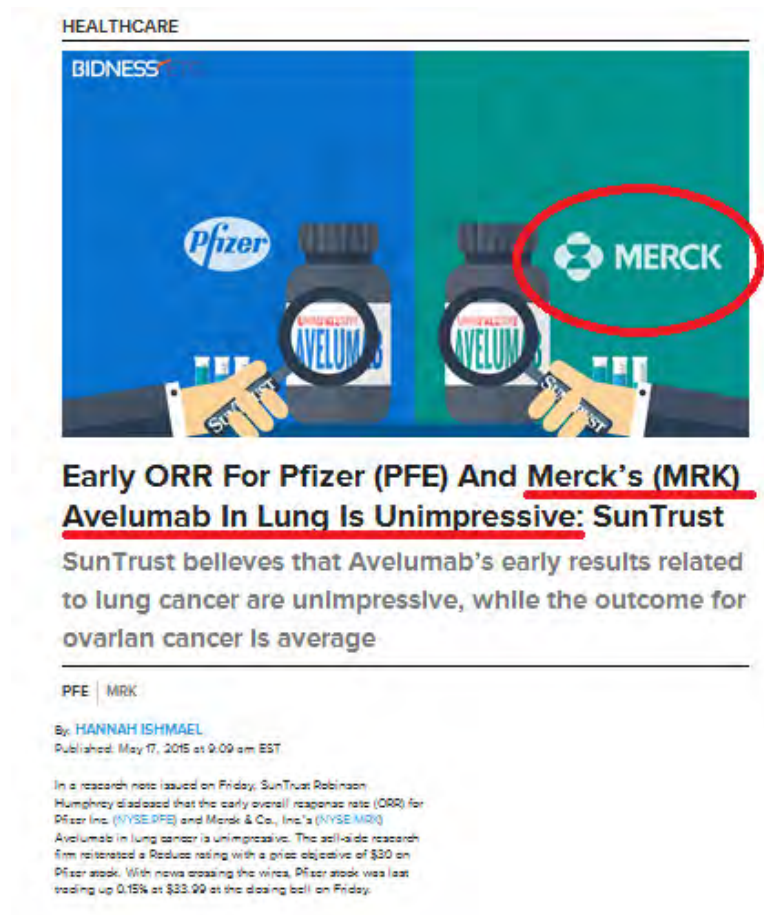 HEALTHCARE
BIDNESS ETC
Pfizer
MERCK
AVELUMAB
AVELUMAB
SUNTRUST
SUNTRUST
Early ORR For Pfizer (PFE) And Merck's (MRK)
Avelumab In Lung Is Unimpressive: SunTrust
SunTrust believes that Avelumab's early results related
to lung cancer are unimpressive, while the outcome for
ovarian cancer is average
PFE | MRK
By: HANNAH ISHMAEL
Published: May 17, 2015 at 9:09 am EST
In a research note issued on Friday, SunTrust Robinson
Humphrey disclosed that the early overall response rate (ORR) for
Pfizer Inc. (NYSE:PFE) and Merck & Co., Inc.'s (NYSE:MRK)
Avelumab in lung cancer is unimpressive. The sell-side research
firm reiterated a Reduce rating with a price objective of $30 on
Pfizer stock. With news crossing the wires, Pfizer stock was last
trading up 0.15% at $33.99 at the closing bell on Friday.